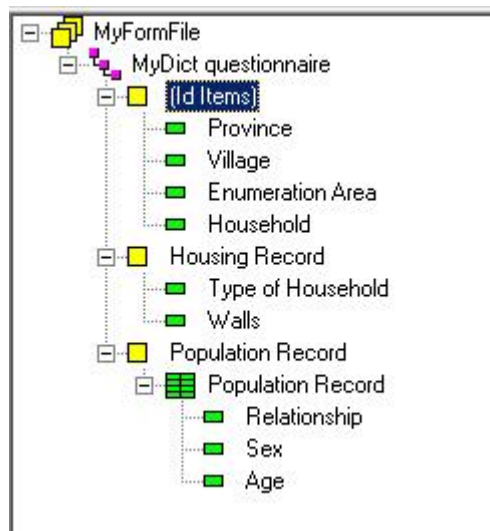 MyFormFile
MyDict questionnaire
(Id Items)
Province
Village
Enumeration Area
Household
Housing Record
Type of Household
Walls
Population Record
Population Record
Relationship
Sex
Age